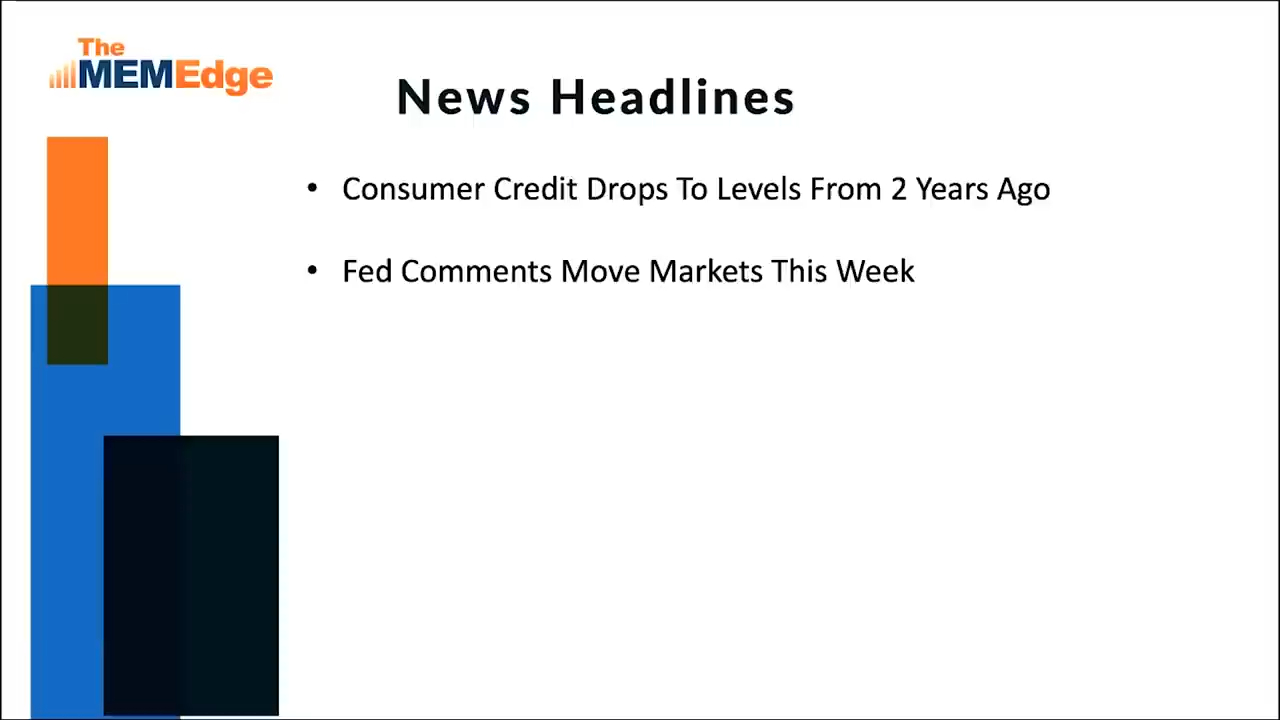 The
MEMEdge
News Headlines
• Consumer Credit Drops To Levels From 2 Years Ago
• Fed Comments Move Markets This Week